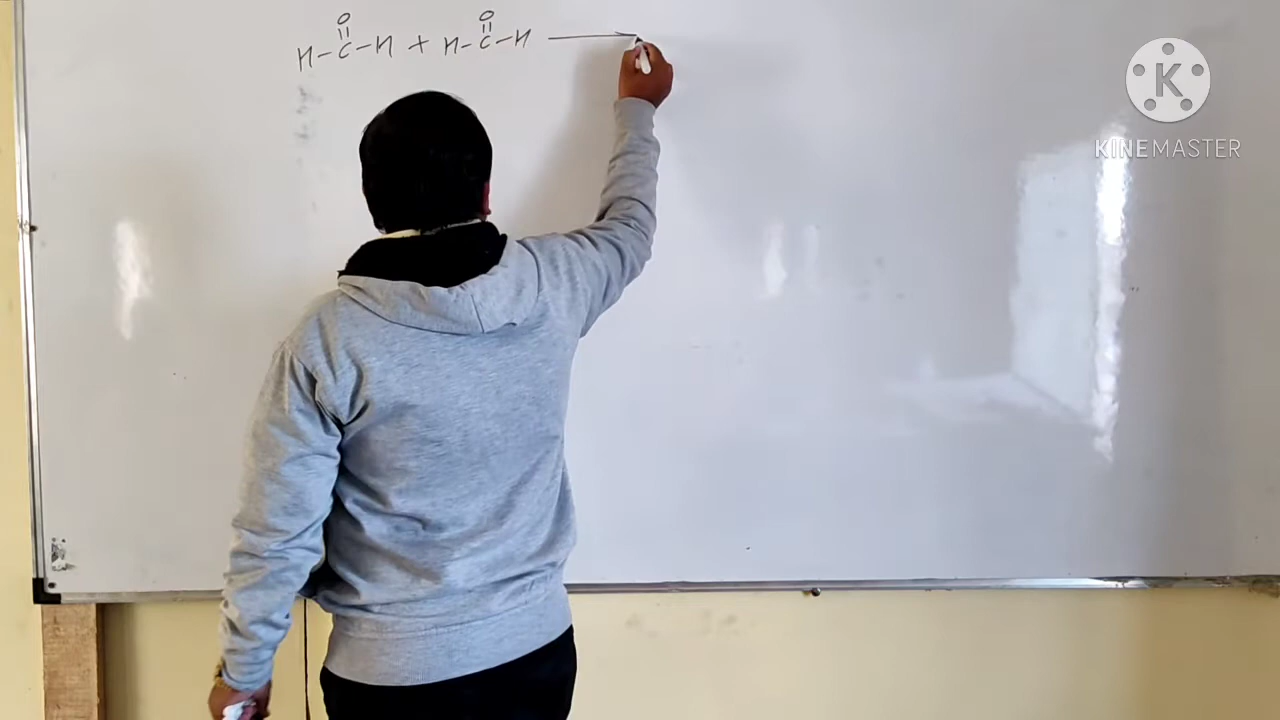 O O
H-C-H + H-C-H ⟶
K
KINEMASTER